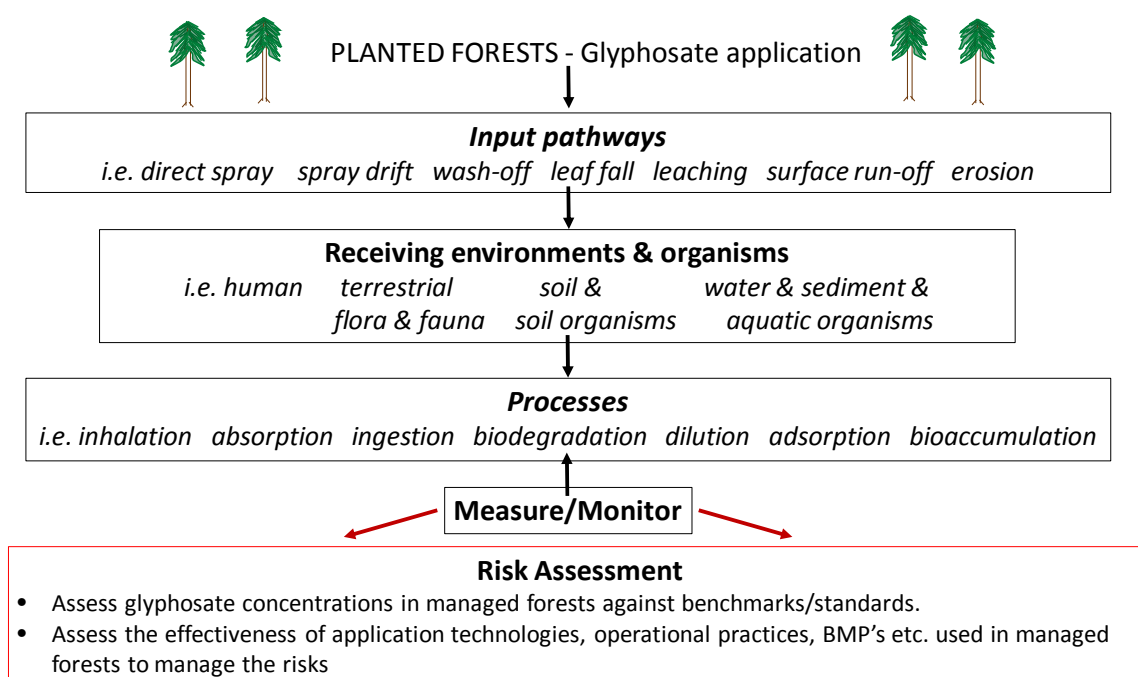 PLANTED FORESTS - Glyphosate application
Input pathways
i.e. direct spray spray drift wash-off leaf fall leaching surface run-off erosion
Receiving environments & organisms
i.e. human terrestrial soil & water & sediment &
flora & fauna soil organisms aquatic organisms
Processes
i.e. inhalation absorption ingestion biodegradation dilution adsorption bioaccumulation
Measure/Monitor
Risk Assessment
• Assess glyphosate concentrations in managed forests against benchmarks/standards.
• Assess the effectiveness of application technologies, operational practices, BMP's etc. used in managed
forests to manage the risks